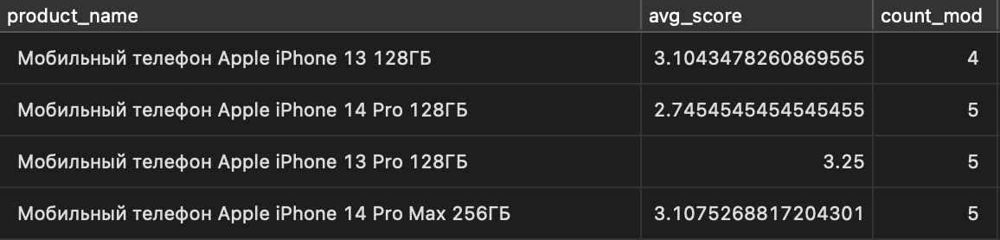 product_name avg_score count_mod
Мобильный телефон Apple iPhone 13 128ГБ 3.1043478260869565 4
Мобильный телефон Apple iPhone 14 Pro 128ГБ 2.7454545454545455 5
Мобильный телефон Apple iPhone 13 Pro 128ГБ 3.25 5
Мобильный телефон Apple iPhone 14 Pro Max 256ГБ 3.1075268817204301 5